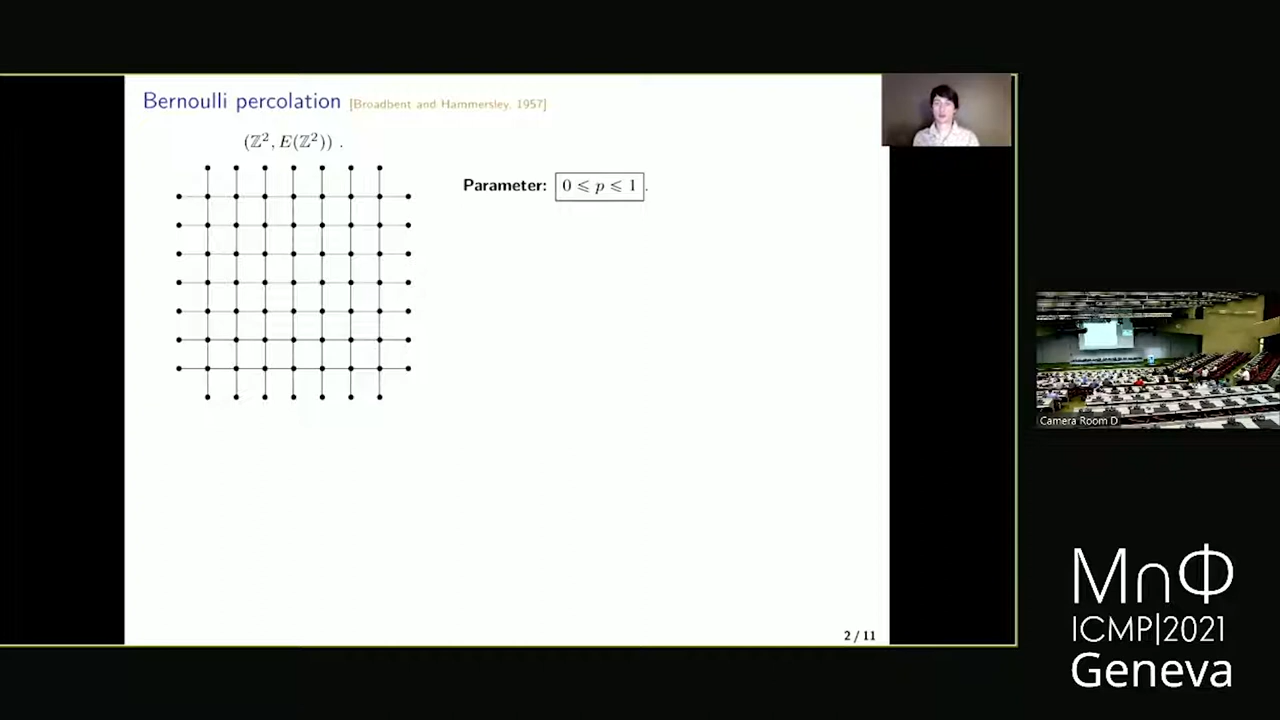 Bernoulli percolation [Broadbent and Hammersley, 1957]
(ℤ², E(ℤ²)) .
Parameter: 0 ⩽ p ⩽ 1.
2 / 11
Camera Room D
M∩Φ
ICMP|2021
Geneva